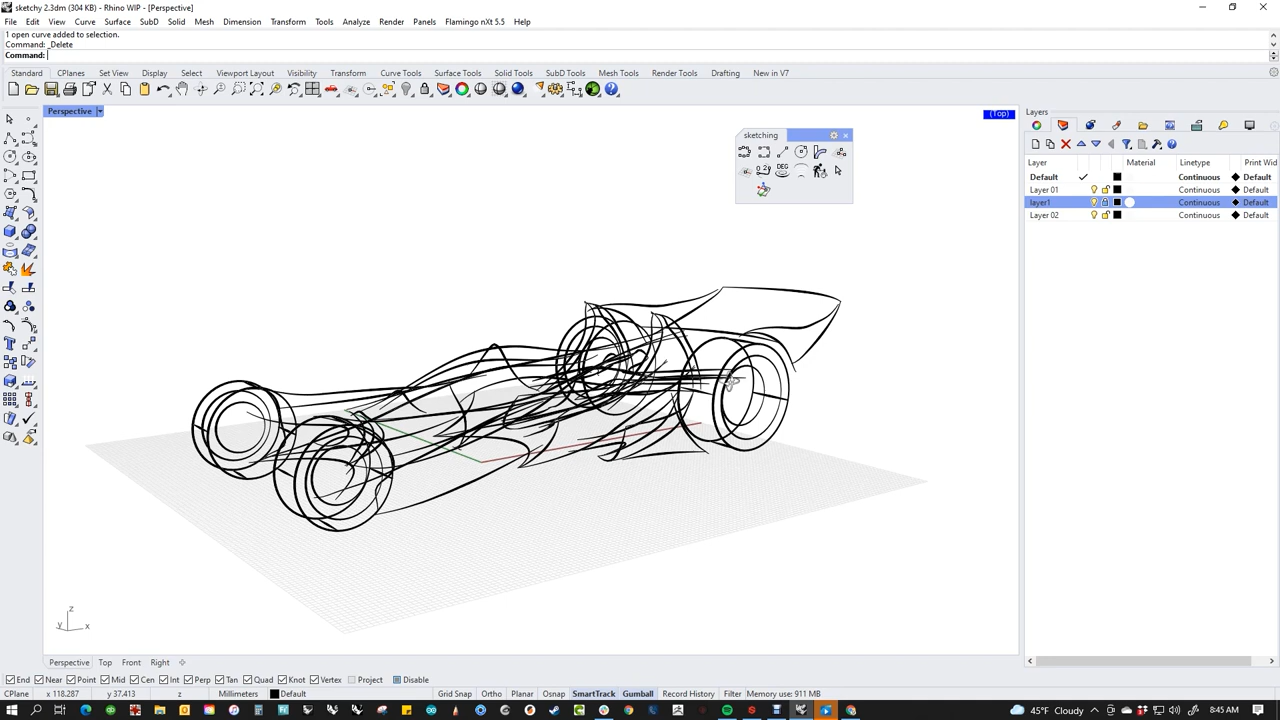 sketchy 2.3dm (304 KB) - Rhino WIP - [Perspective]
File Edit View Curve Surface SubD Solid Mesh Dimension Transform Tools Analyze Render Panels Flamingo nXt 5.5 Help
1 open curve added to selection.
Command: _Delete
Command:
Standard CPlanes Set View Display Select Viewport Layout Visibility Transform Curve Tools Surface Tools Solid Tools SubD Tools Mesh Tools Render Tools Drafting New in V7
Perspective
(Top)
Layers
sketching
Layer Material Linetype Print Wid
Default Continuous Default
Layer 01 Continuous Default
layer1 Continuous Default
Layer 02 Continuous Default
DEG
z
y x
Perspective Top Front Right
End Near Point Mid Cen Int Perp Tan Quad Knot Vertex Project Disable
CPlane x 118.287 y 37.413 z Millimeters Default Grid Snap Ortho Planar Osnap SmartTrack Gumball Record History Filter Memory use: 911 MB
45°F Cloudy 8:45 AM